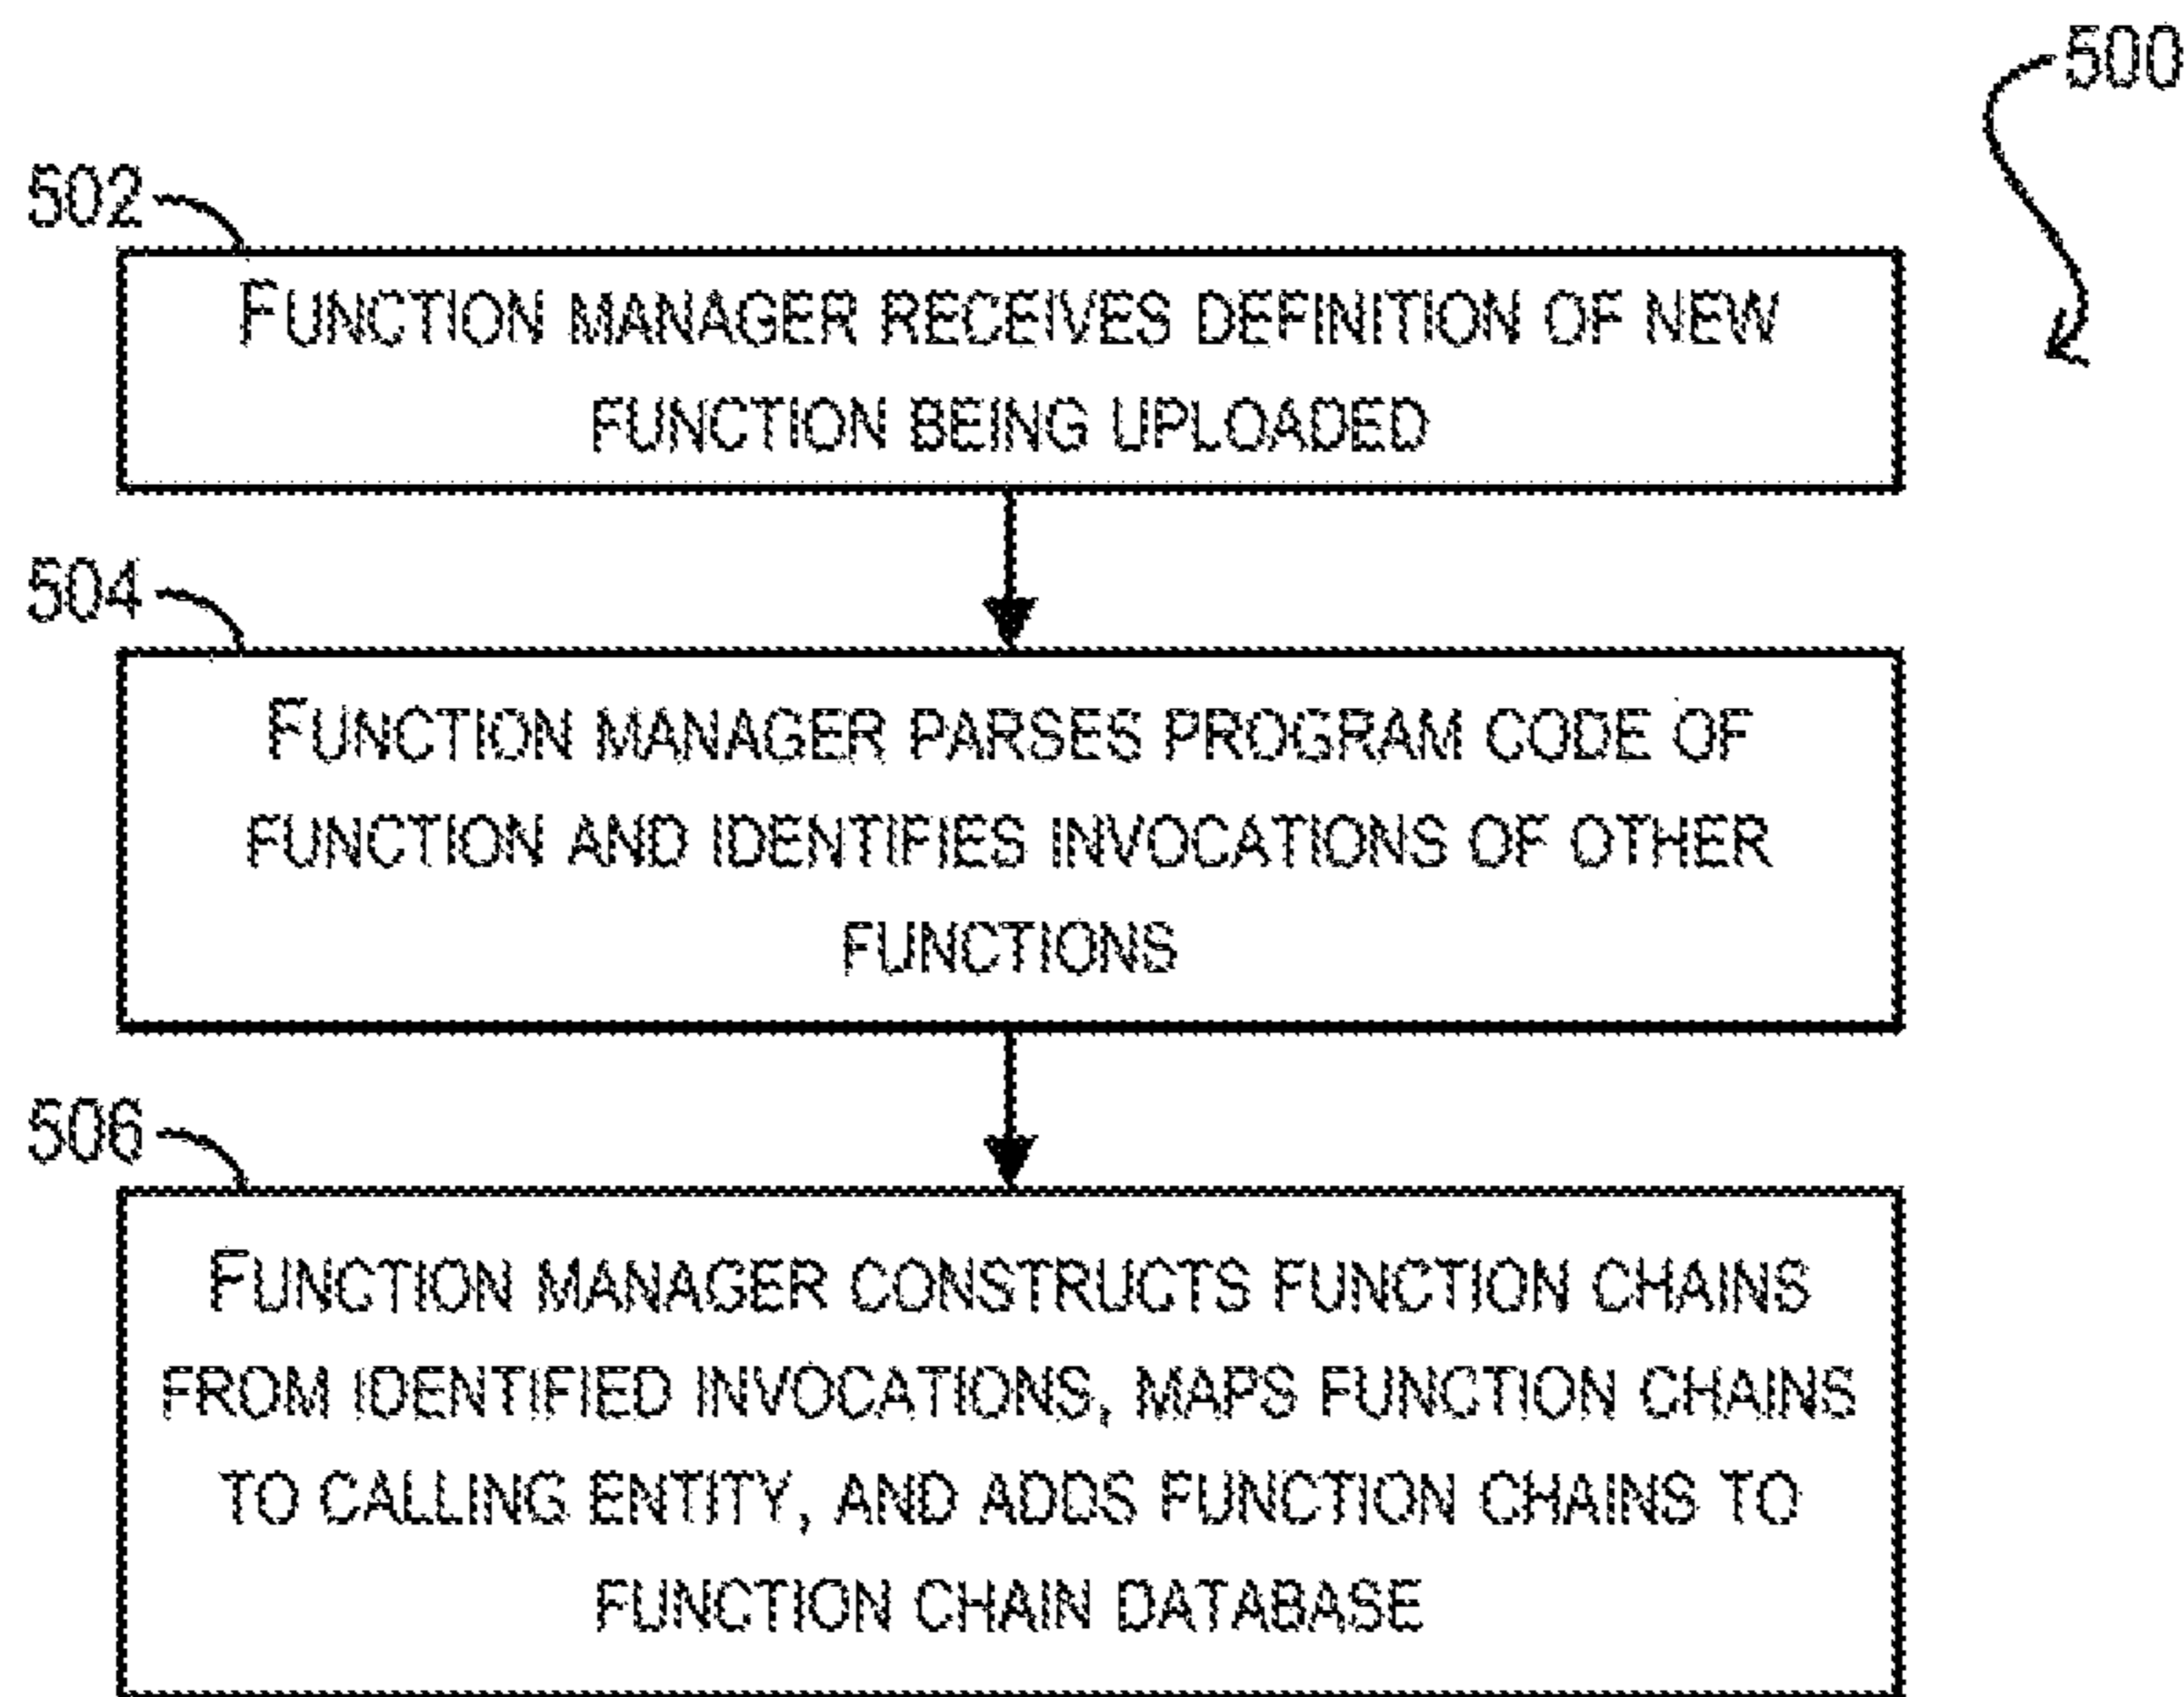 500
502
FUNCTION MANAGER RECEIVES DEFINITION OF NEW
FUNCTION BEING UPLOADED
504
FUNCTION MANAGER PARSES PROGRAM CODE OF
FUNCTION AND IDENTIFIES INVOCATIONS OF OTHER
FUNCTIONS
506
FUNCTION MANAGER CONSTRUCTS FUNCTION CHAINS
FROM IDENTIFIED INVOCATIONS, MAPS FUNCTION CHAINS
TO CALLING ENTITY, AND ADDS FUNCTION CHAINS TO
FUNCTION CHAIN DATABASE